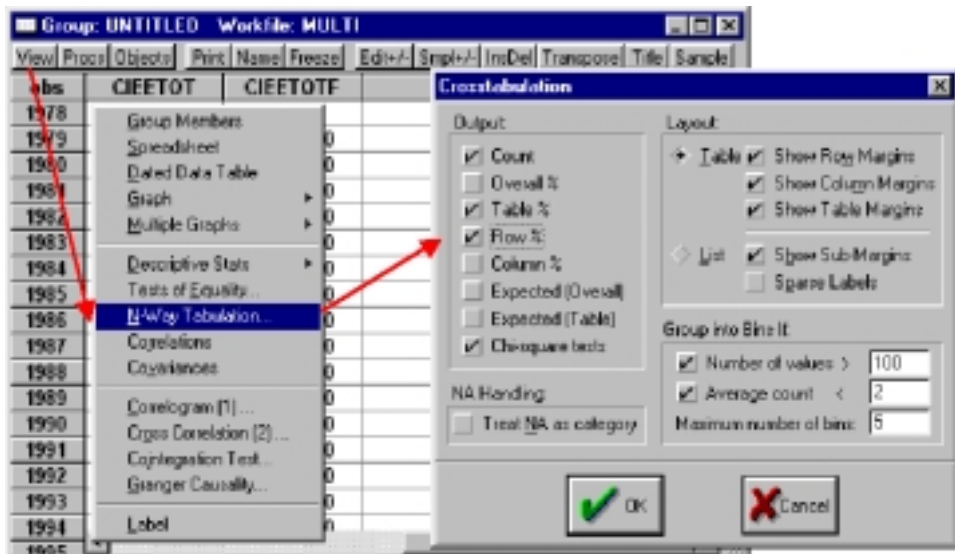 Group: UNTITLED Workfile: MULTI
View Procs Objects Print Name Freeze Edit+/- Smpl+/- InsDel Transpose Title Sample
obs CIEETOT CIEETOTF
1978
1979
1980
1981
1982
1983
1984
1985
1986
1987
1988
1989
1990
1991
1992
1993
1994
1995
Group Members
Spreadsheet
Dated Data Table
Graph
Multiple Graphs
Descriptive Stats
Tests of Equality...
N-Way Tabulation...
Correlations
Covariances
Correlogram (1) ...
Cross Correlation (2) ...
Cointegration Test...
Granger Causality...
Label
Crosstabulation
Output:
Count
Overall %
Table %
Row %
Column %
Expected (Overall)
Expected (Table)
Chi-square tests
NA Handing:
Treat NA as category
Layout:
Table
Show Row Margins
Show Column Margins
Show Table Margins
List
Show Sub-Margins
Sparse Labels
Group into Bins If:
Number of values > 100
Average count < 2
Maximum number of bins: 5
OK
Cancel